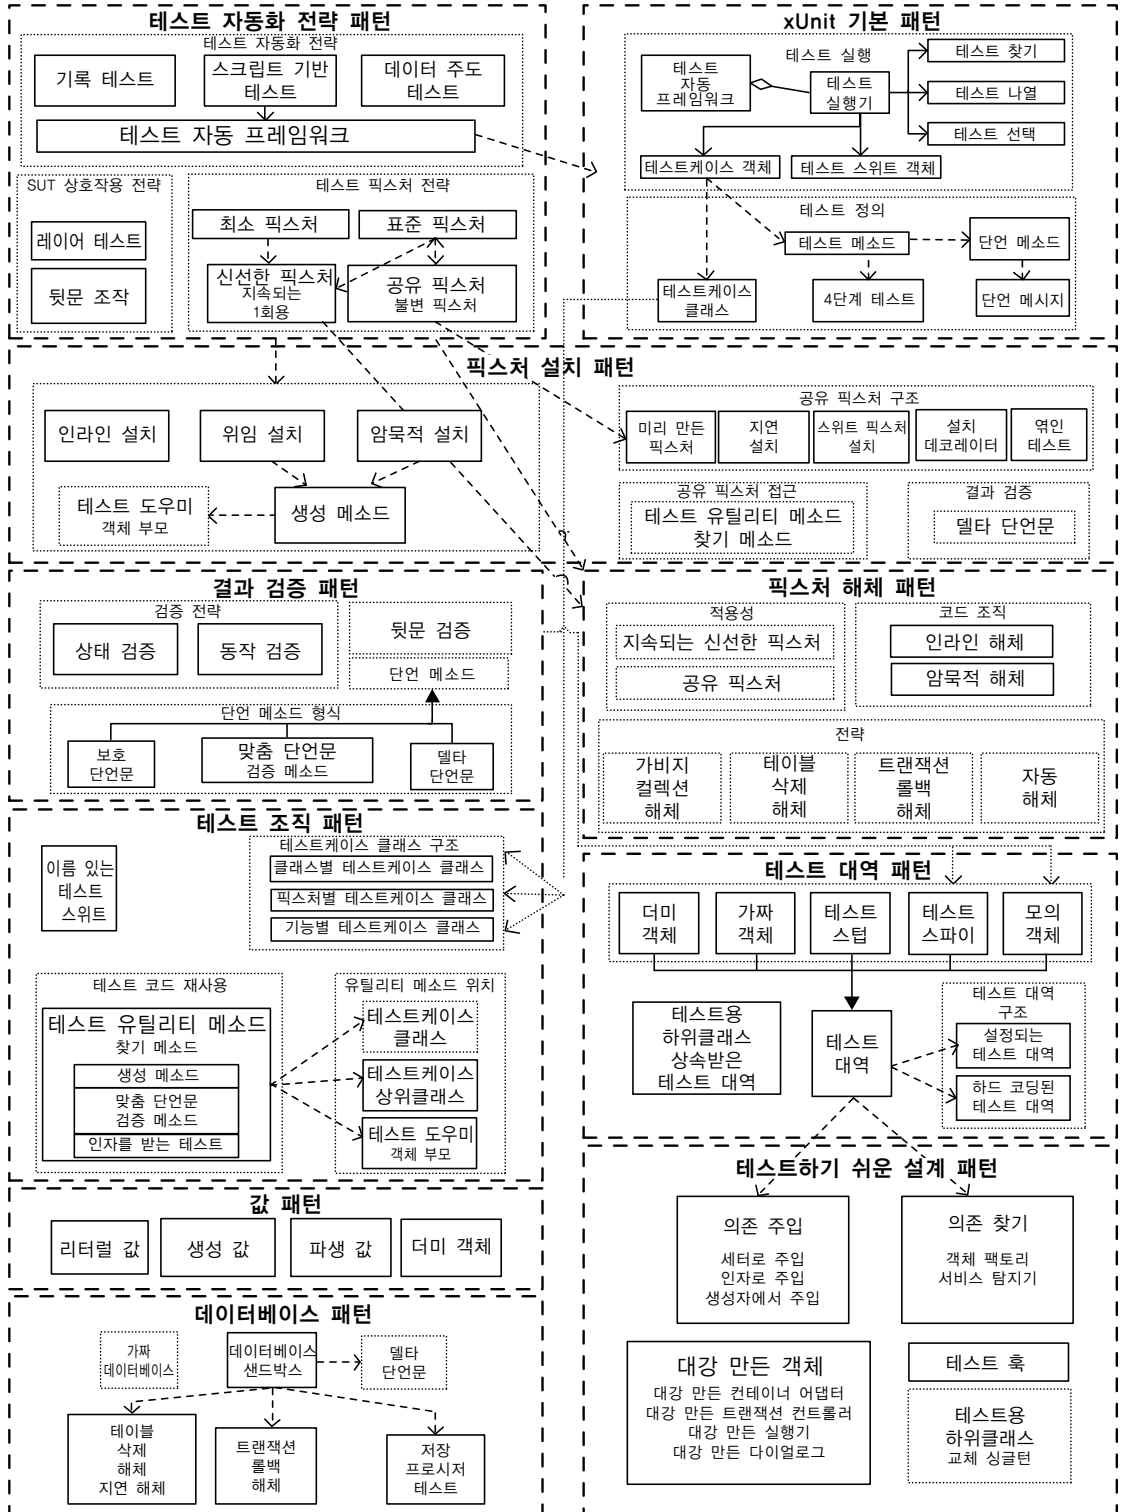 테스트 자동화 전략 패턴
테스트 자동화 전략
기록 테스트
스크립트 기반
테스트
데이터 주도
테스트
테스트 자동 프레임워크
SUT 상호작용 전략
레이어 테스트
뒷문 조작
테스트 픽스처 전략
최소 픽스처
표준 픽스처
신선한 픽스처
지속되는
1회용
공유 픽스처
불변 픽스처
xUnit 기본 패턴
테스트 실행
테스트
자동
프레임워크
테스트
실행기
테스트 찾기
테스트 나열
테스트 선택
테스트케이스 객체
테스트 스위트 객체
테스트 정의
테스트 메소드
단언 메소드
테스트케이스
클래스
4단계 테스트
단언 메시지
픽스처 설치 패턴
인라인 설치
위임 설치
암묵적 설치
테스트 도우미
객체 부모
생성 메소드
공유 픽스처 구조
미리 만든
픽스처
지연
설치
스위트 픽스처
설치
설치
데코레이터
엮인
테스트
공유 픽스처 접근
테스트 유틸리티 메소드
찾기 메소드
결과 검증
델타 단언문
결과 검증 패턴
검증 전략
상태 검증
동작 검증
뒷문 검증
단언 메소드
단언 메소드 형식
보호
단언문
맞춤 단언문
검증 메소드
델타
단언문
픽스처 해체 패턴
적용성
지속되는 신선한 픽스처
공유 픽스처
코드 조직
인라인 해체
암묵적 해체
전략
가비지
컬렉션
해체
테이블
삭제
해체
트랜잭션
롤백
해체
자동
해체
테스트 조직 패턴
이름 있는
테스트
스위트
테스트케이스 클래스 구조
클래스별 테스트케이스 클래스
픽스처별 테스트케이스 클래스
기능별 테스트케이스 클래스
테스트 코드 재사용
테스트 유틸리티 메소드
찾기 메소드
생성 메소드
맞춤 단언문
검증 메소드
인자를 받는 테스트
유틸리티 메소드 위치
테스트케이스
클래스
테스트케이스
상위클래스
테스트 도우미
객체 부모
테스트 대역 패턴
더미
객체
가짜
객체
테스트
스텁
테스트
스파이
모의
객체
테스트용
하위클래스
상속받은
테스트 대역
테스트
대역
테스트 대역
구조
설정되는
테스트 대역
하드 코딩된
테스트 대역
값 패턴
리터럴 값
생성 값
파생 값
더미 객체
테스트하기 쉬운 설계 패턴
의존 주입
세터로 주입
인자로 주입
생성자에서 주입
의존 찾기
객체 팩토리
서비스 탐지기
대강 만든 객체
대강 만든 컨테이너 어댑터
대강 만든 트랜잭션 컨트롤러
대강 만든 실행기
대강 만든 다이얼로그
테스트 훅
테스트용
하위클래스
교체 싱글턴
데이터베이스 패턴
가짜
데이터베이스
데이터베이스
샌드박스
델타
단언문
테이블
삭제
해체
지연 해체
트랜잭션
롤백
해체
저장
프로시저
테스트